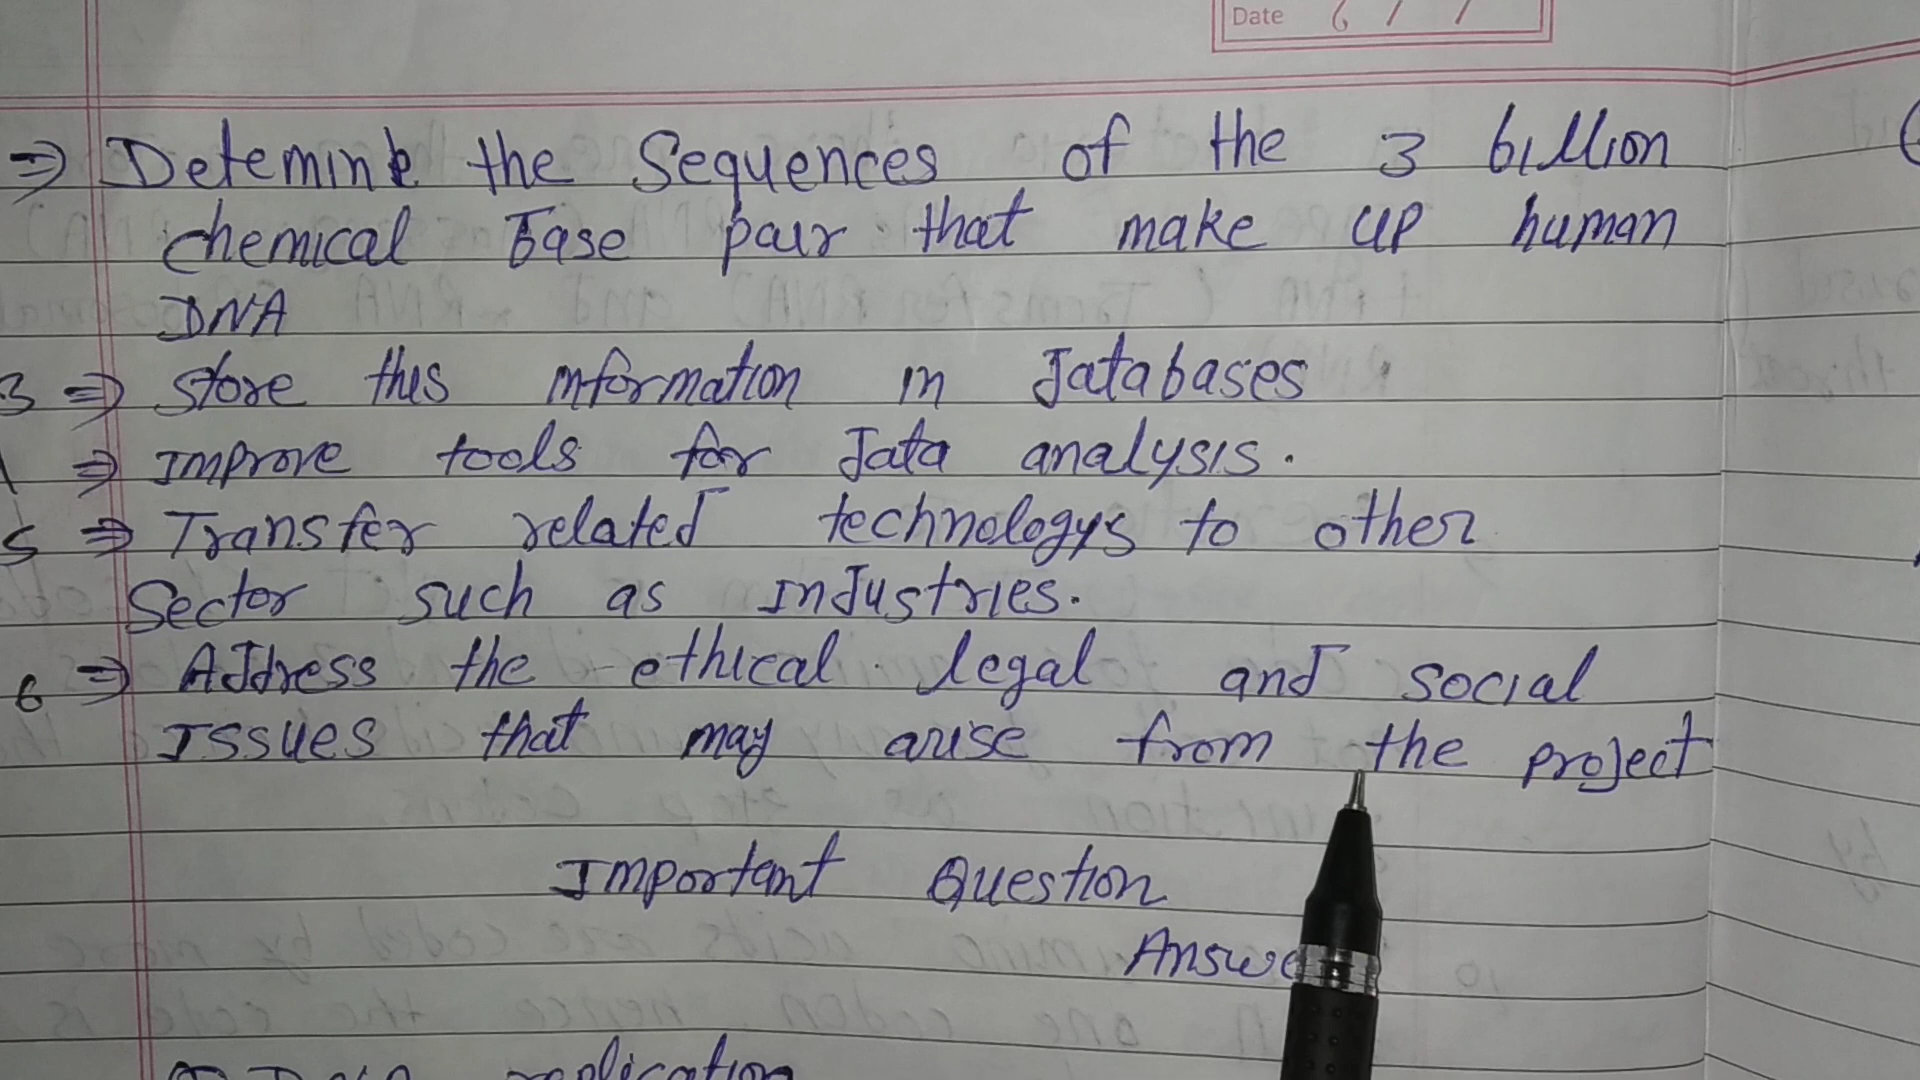 Date 6 / /
⇒ Detemine the Sequences of the 3 billion
chemical base pair that make up human
DNA
3 ⇒ Store this information in databases
⇒ Improve tools for data analysis.
5 ⇒ Transfer related technologys to other
Sector such as Industries.
6 ⇒ Address the ethical legal and social
Issues that may arise from the project
Important Question
Answe
DNA replication